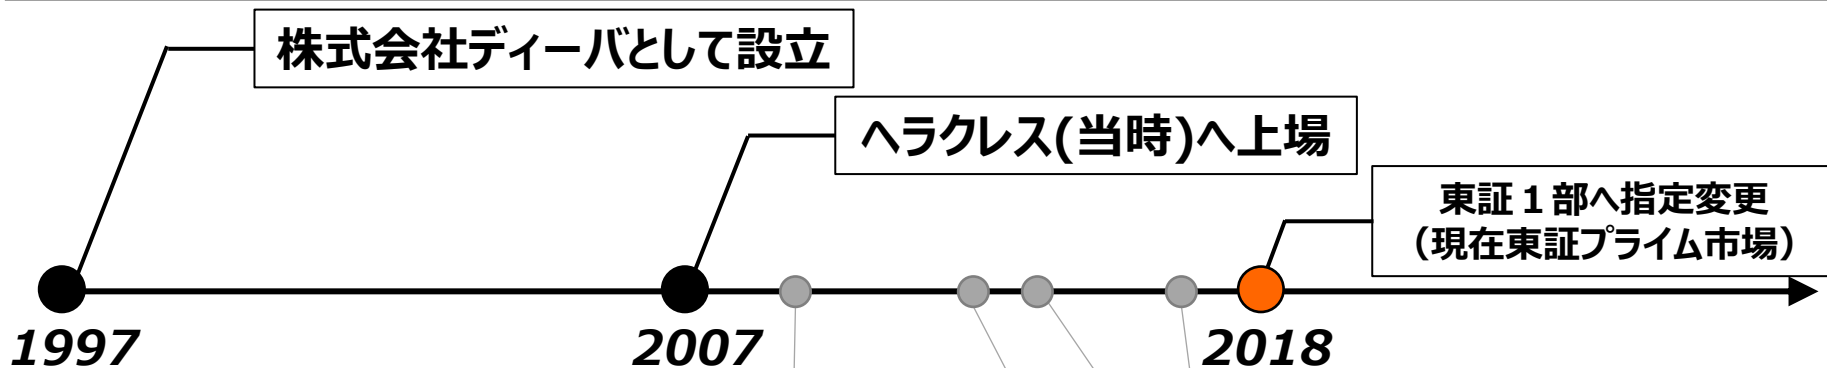 株式会社ディーバとして設立
ヘラクレス(当時)へ上場
東証１部へ指定変更
（現在東証プライム市場）
1997
2007
2018